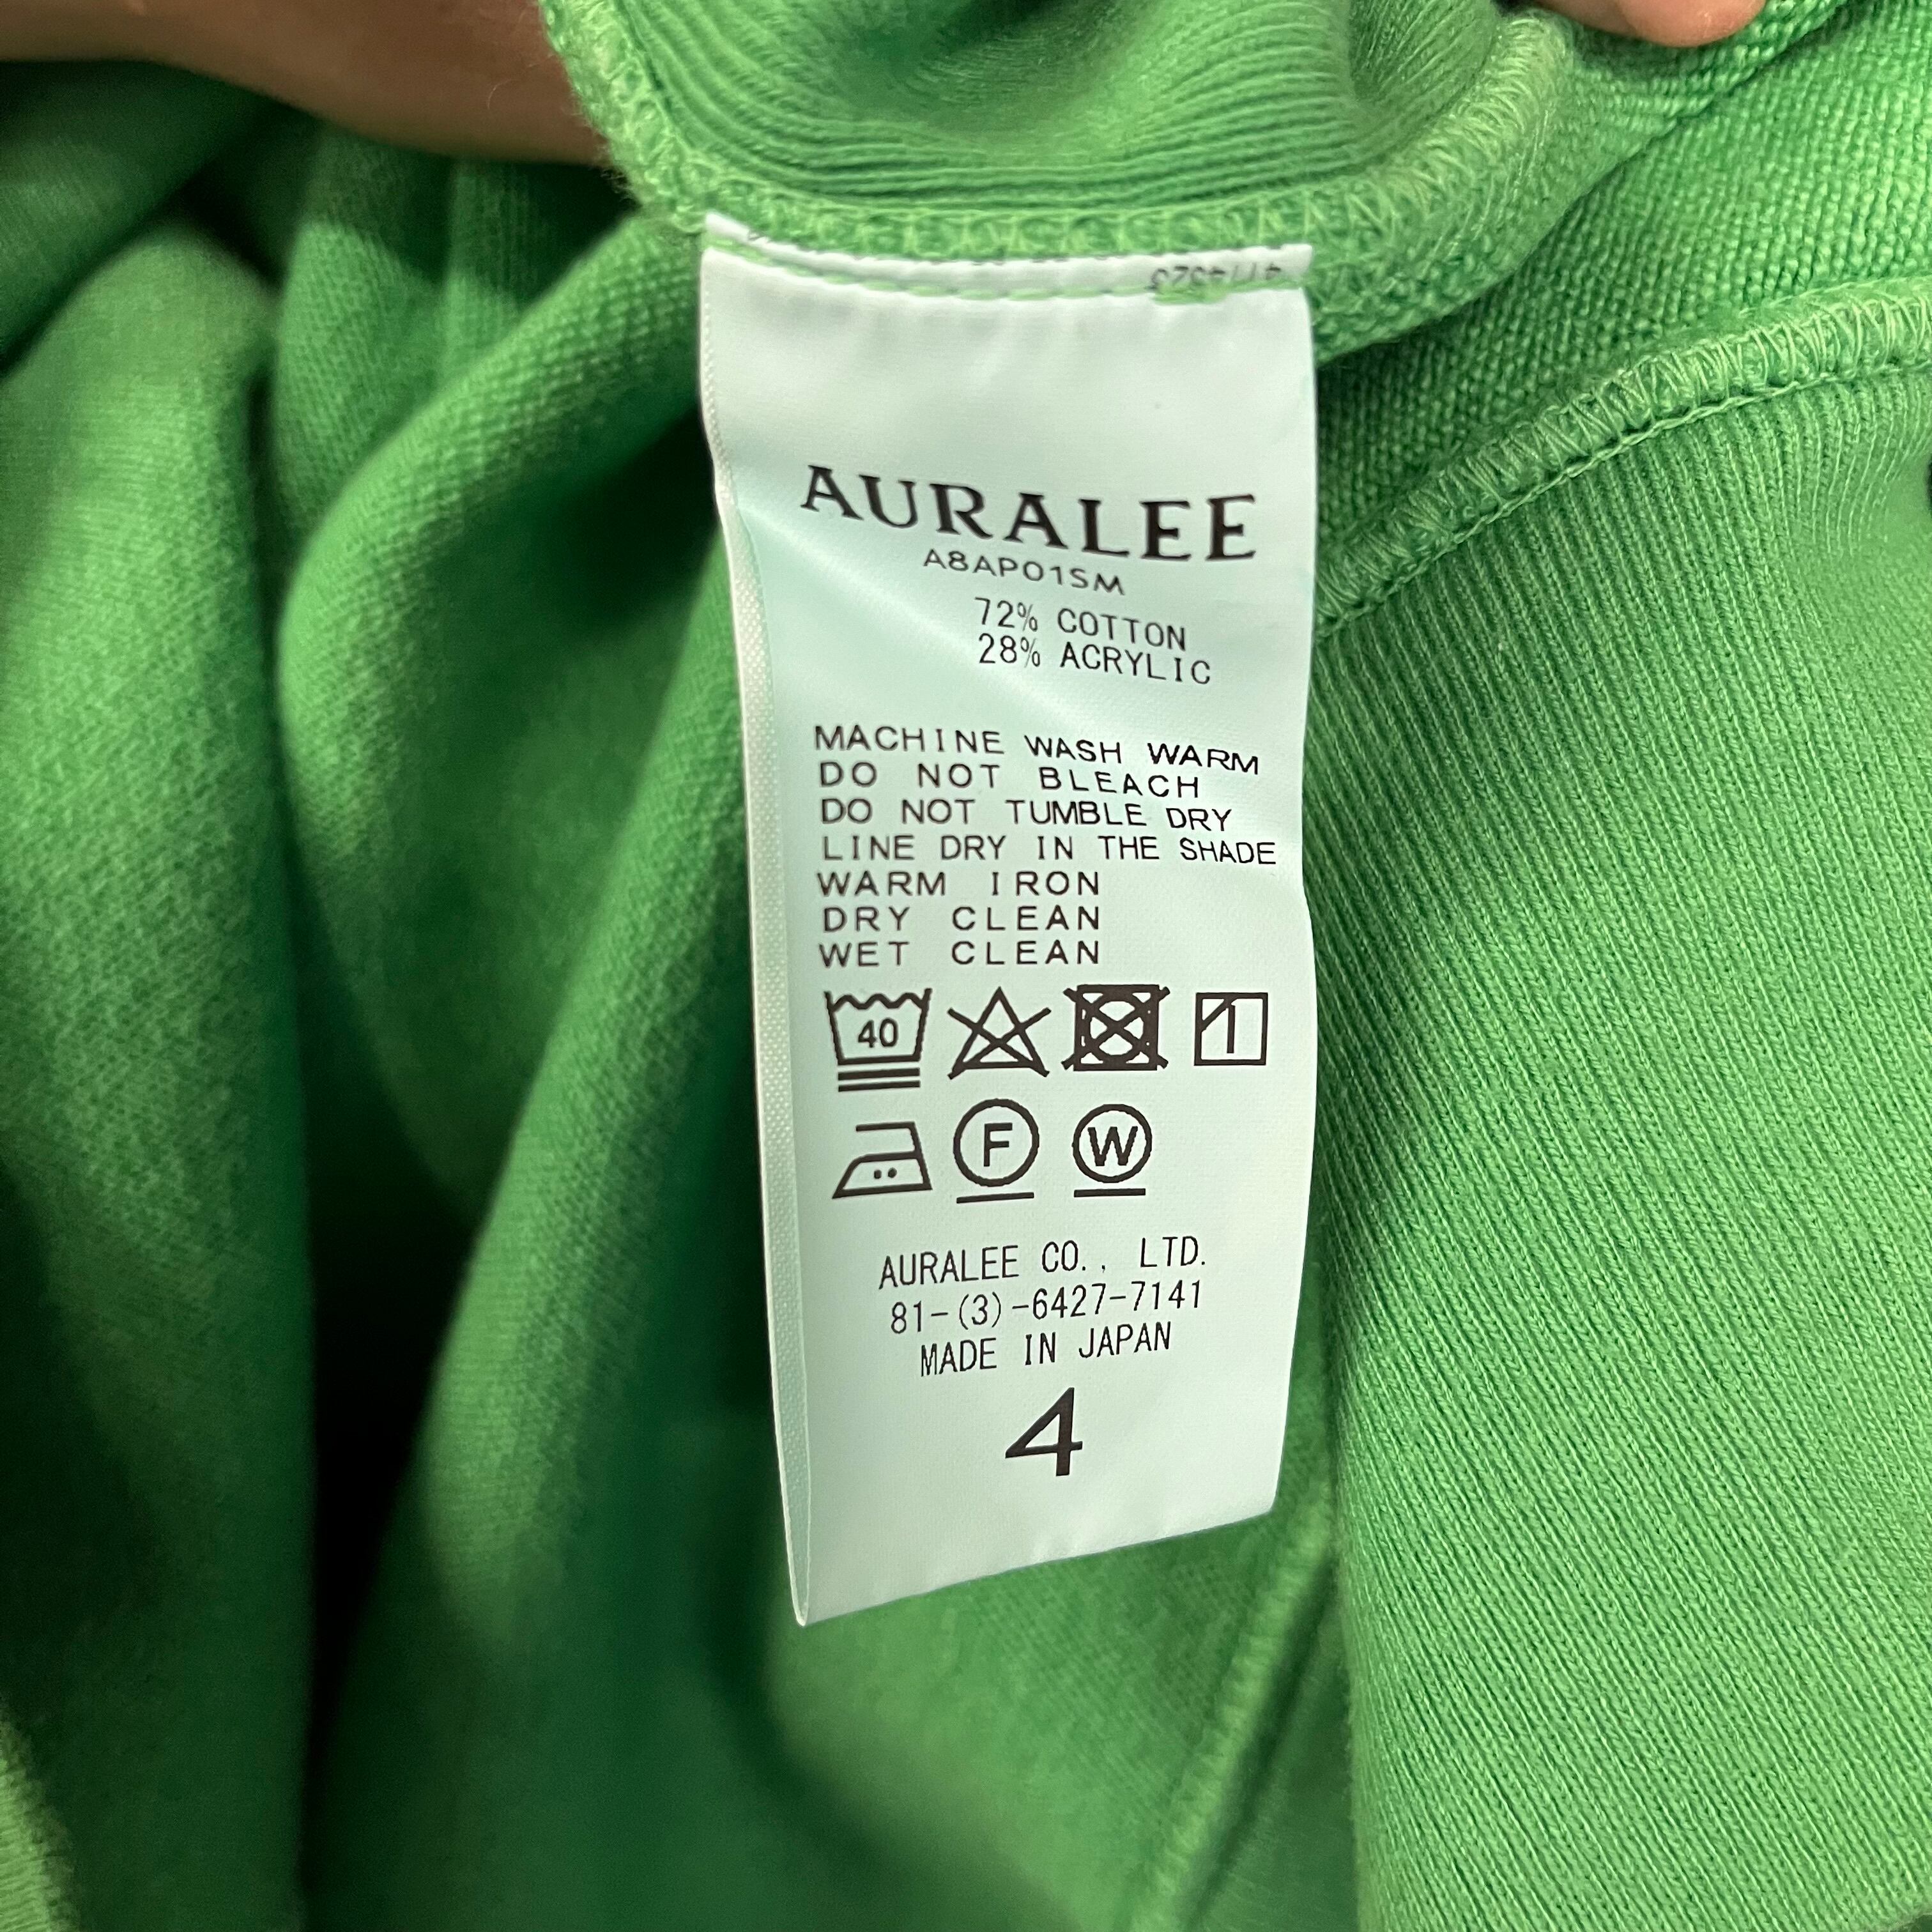 AURALEE
A8AP01SM
72% COTTON
28% ACRYLIC
MACHINE WASH WARM
DO NOT BLEACH
DO NOT TUMBLE DRY
LINE DRY IN THE SHADE
WARM IRON
DRY CLEAN
WET CLEAN
40
F W
AURALEE CO., LTD.
81-(3)-6427-7141
MADE IN JAPAN
4